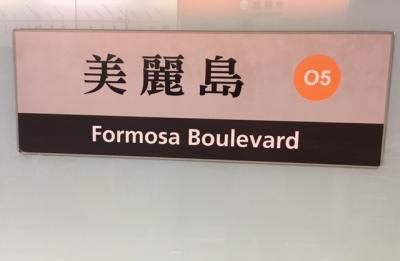 美麗島 O5
Formosa Boulevard